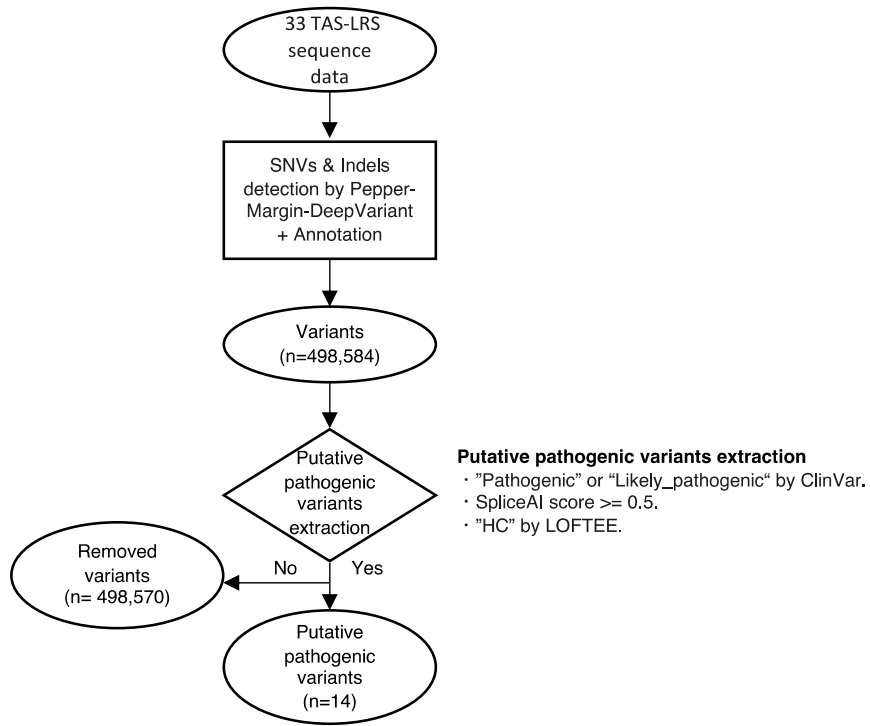 33 TAS-LRS
sequence
data
SNVs & Indels
detection by Pepper-
Margin-DeepVariant
+ Annotation
Variants
(n=498,584)
Putative
pathogenic
variants
extraction
Putative pathogenic variants extraction
・”Pathogenic” or “Likely_pathogenic“ by ClinVar.
・SpliceAI score >= 0.5.
・”HC” by LOFTEE.
No
Yes
Removed
variants
(n= 498,570)
Putative
pathogenic
variants
(n=14)